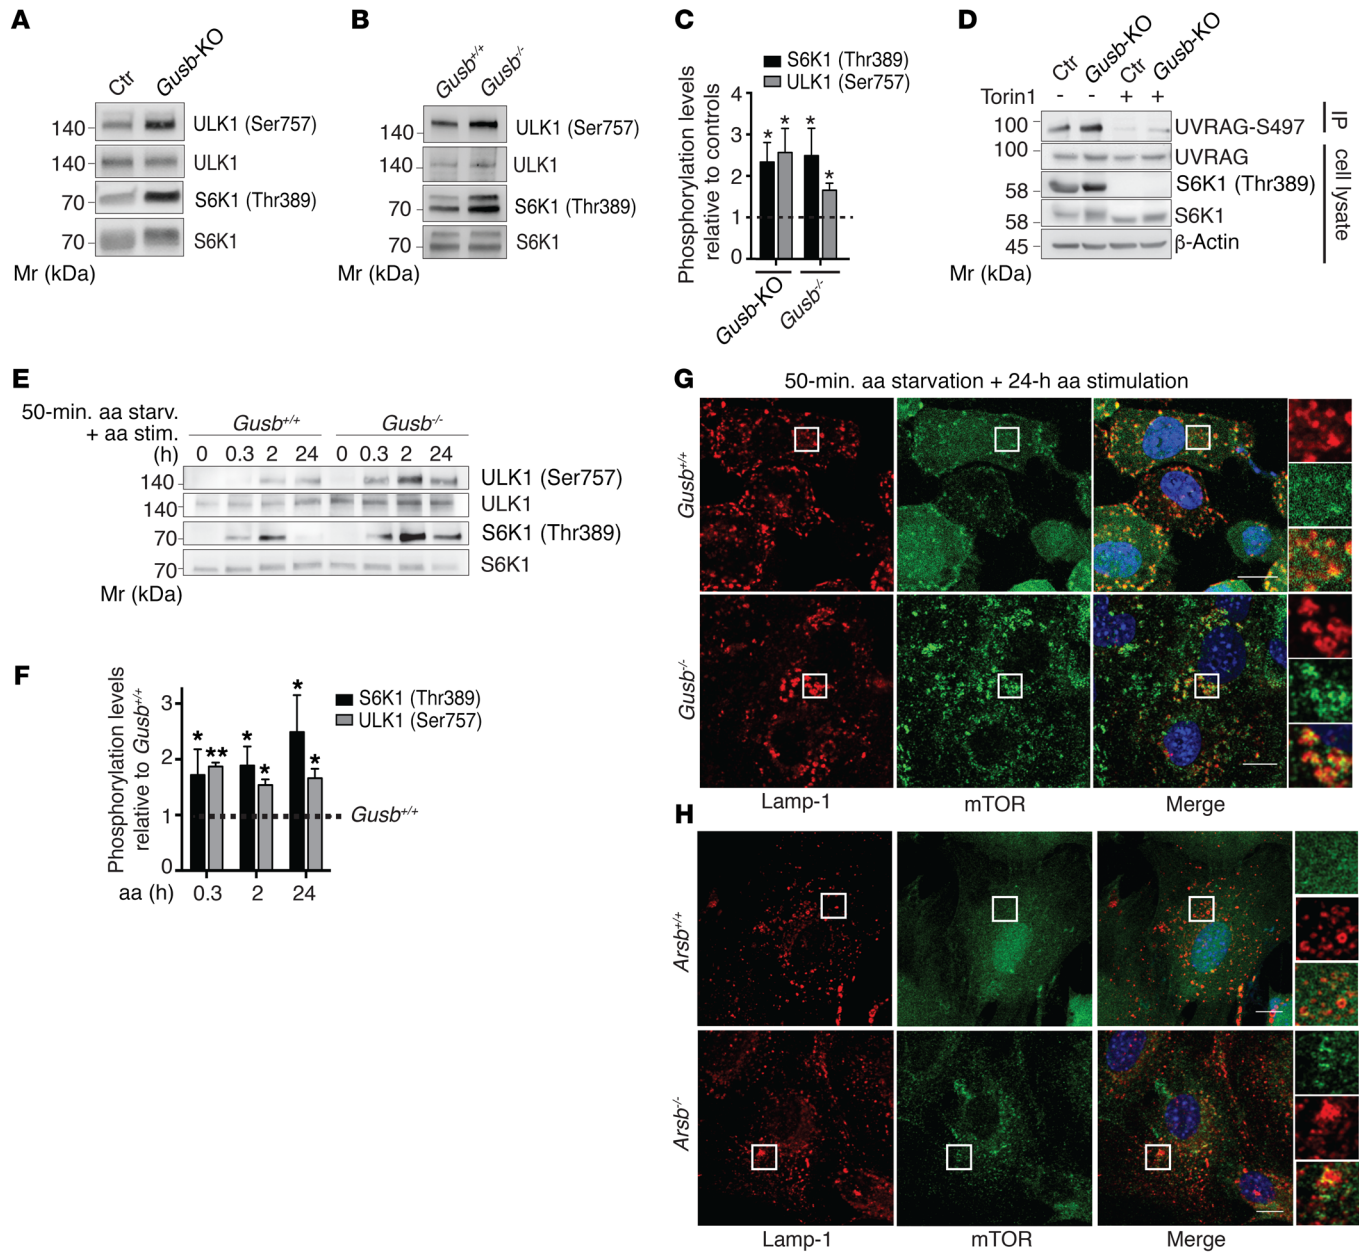 A
Ctr
Gusb-KO
140
ULK1 (Ser757)
140
ULK1
70
S6K1 (Thr389)
70
S6K1
Mr (kDa)
B
Gusb+/+
Gusb-/-
140
ULK1 (Ser757)
140
ULK1
70
S6K1 (Thr389)
70
S6K1
Mr (kDa)
C
S6K1 (Thr389)
ULK1 (Ser757)
Phosphorylation levels
relative to controls
4
3
2
1
0
* * * *
Gusb-KO
Gusb-/-
D
Ctr
Gusb-KO
Ctr
Gusb-KO
Torin1 - - + +
100
UVRAG-S497
100
UVRAG
58
S6K1 (Thr389)
58
S6K1
45
β-Actin
Mr (kDa)
IP
cell lysate
E
50-min. aa starv.
+ aa stim.
(h)
Gusb+/+
Gusb-/-
0 0.3 2 24 0 0.3 2 24
140
ULK1 (Ser757)
140
ULK1
70
S6K1 (Thr389)
70
S6K1
Mr (kDa)
F
Phosphorylation levels
relative to Gusb+/+
3
2
1
0
* ** * * * *
S6K1 (Thr389)
ULK1 (Ser757)
Gusb+/+
aa (h) 0.3 2 24
G
50-min. aa starvation + 24-h aa stimulation
Gusb+/+
Gusb-/-
Lamp-1 mTOR Merge
H
Arsb+/+
Arsb-/-
Lamp-1 mTOR Merge